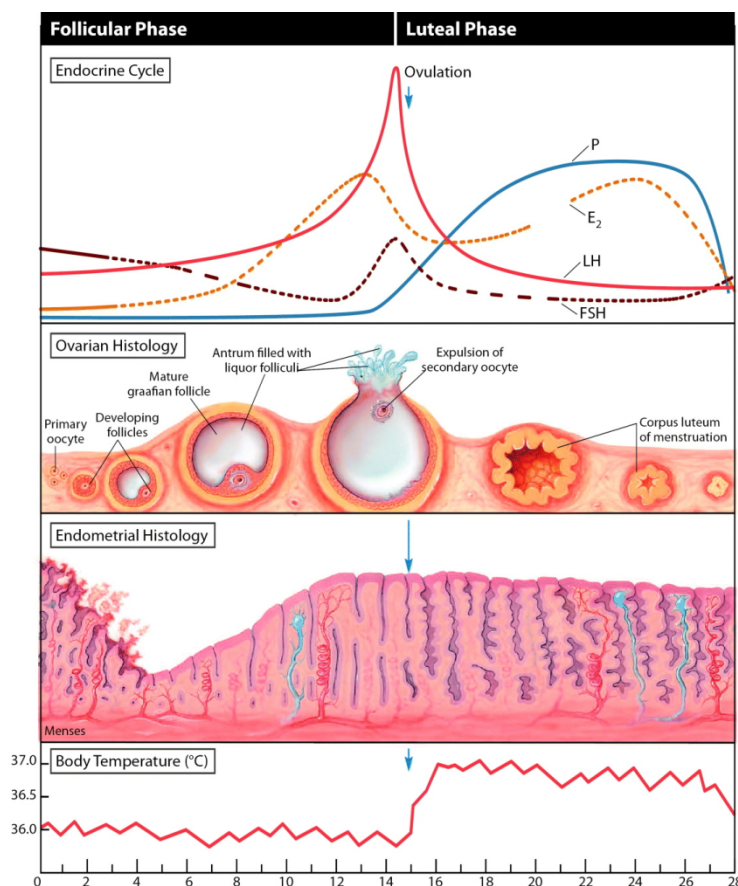 Follicular Phase
Luteal Phase
Endocrine Cycle
Ovulation
P
E2
LH
FSH
Ovarian Histology
Antrum filled with
liquor folliculi
Expulsion of
secondary oocyte
Mature
graafian follicle
Primary
oocyte
Developing
follicles
Corpus luteum
of menstruation
Endometrial Histology
Menses
Body Temperature (°C)
37.0
36.5
36.0
0 2 4 6 8 10 12 14 16 18 20 22 24 26 28